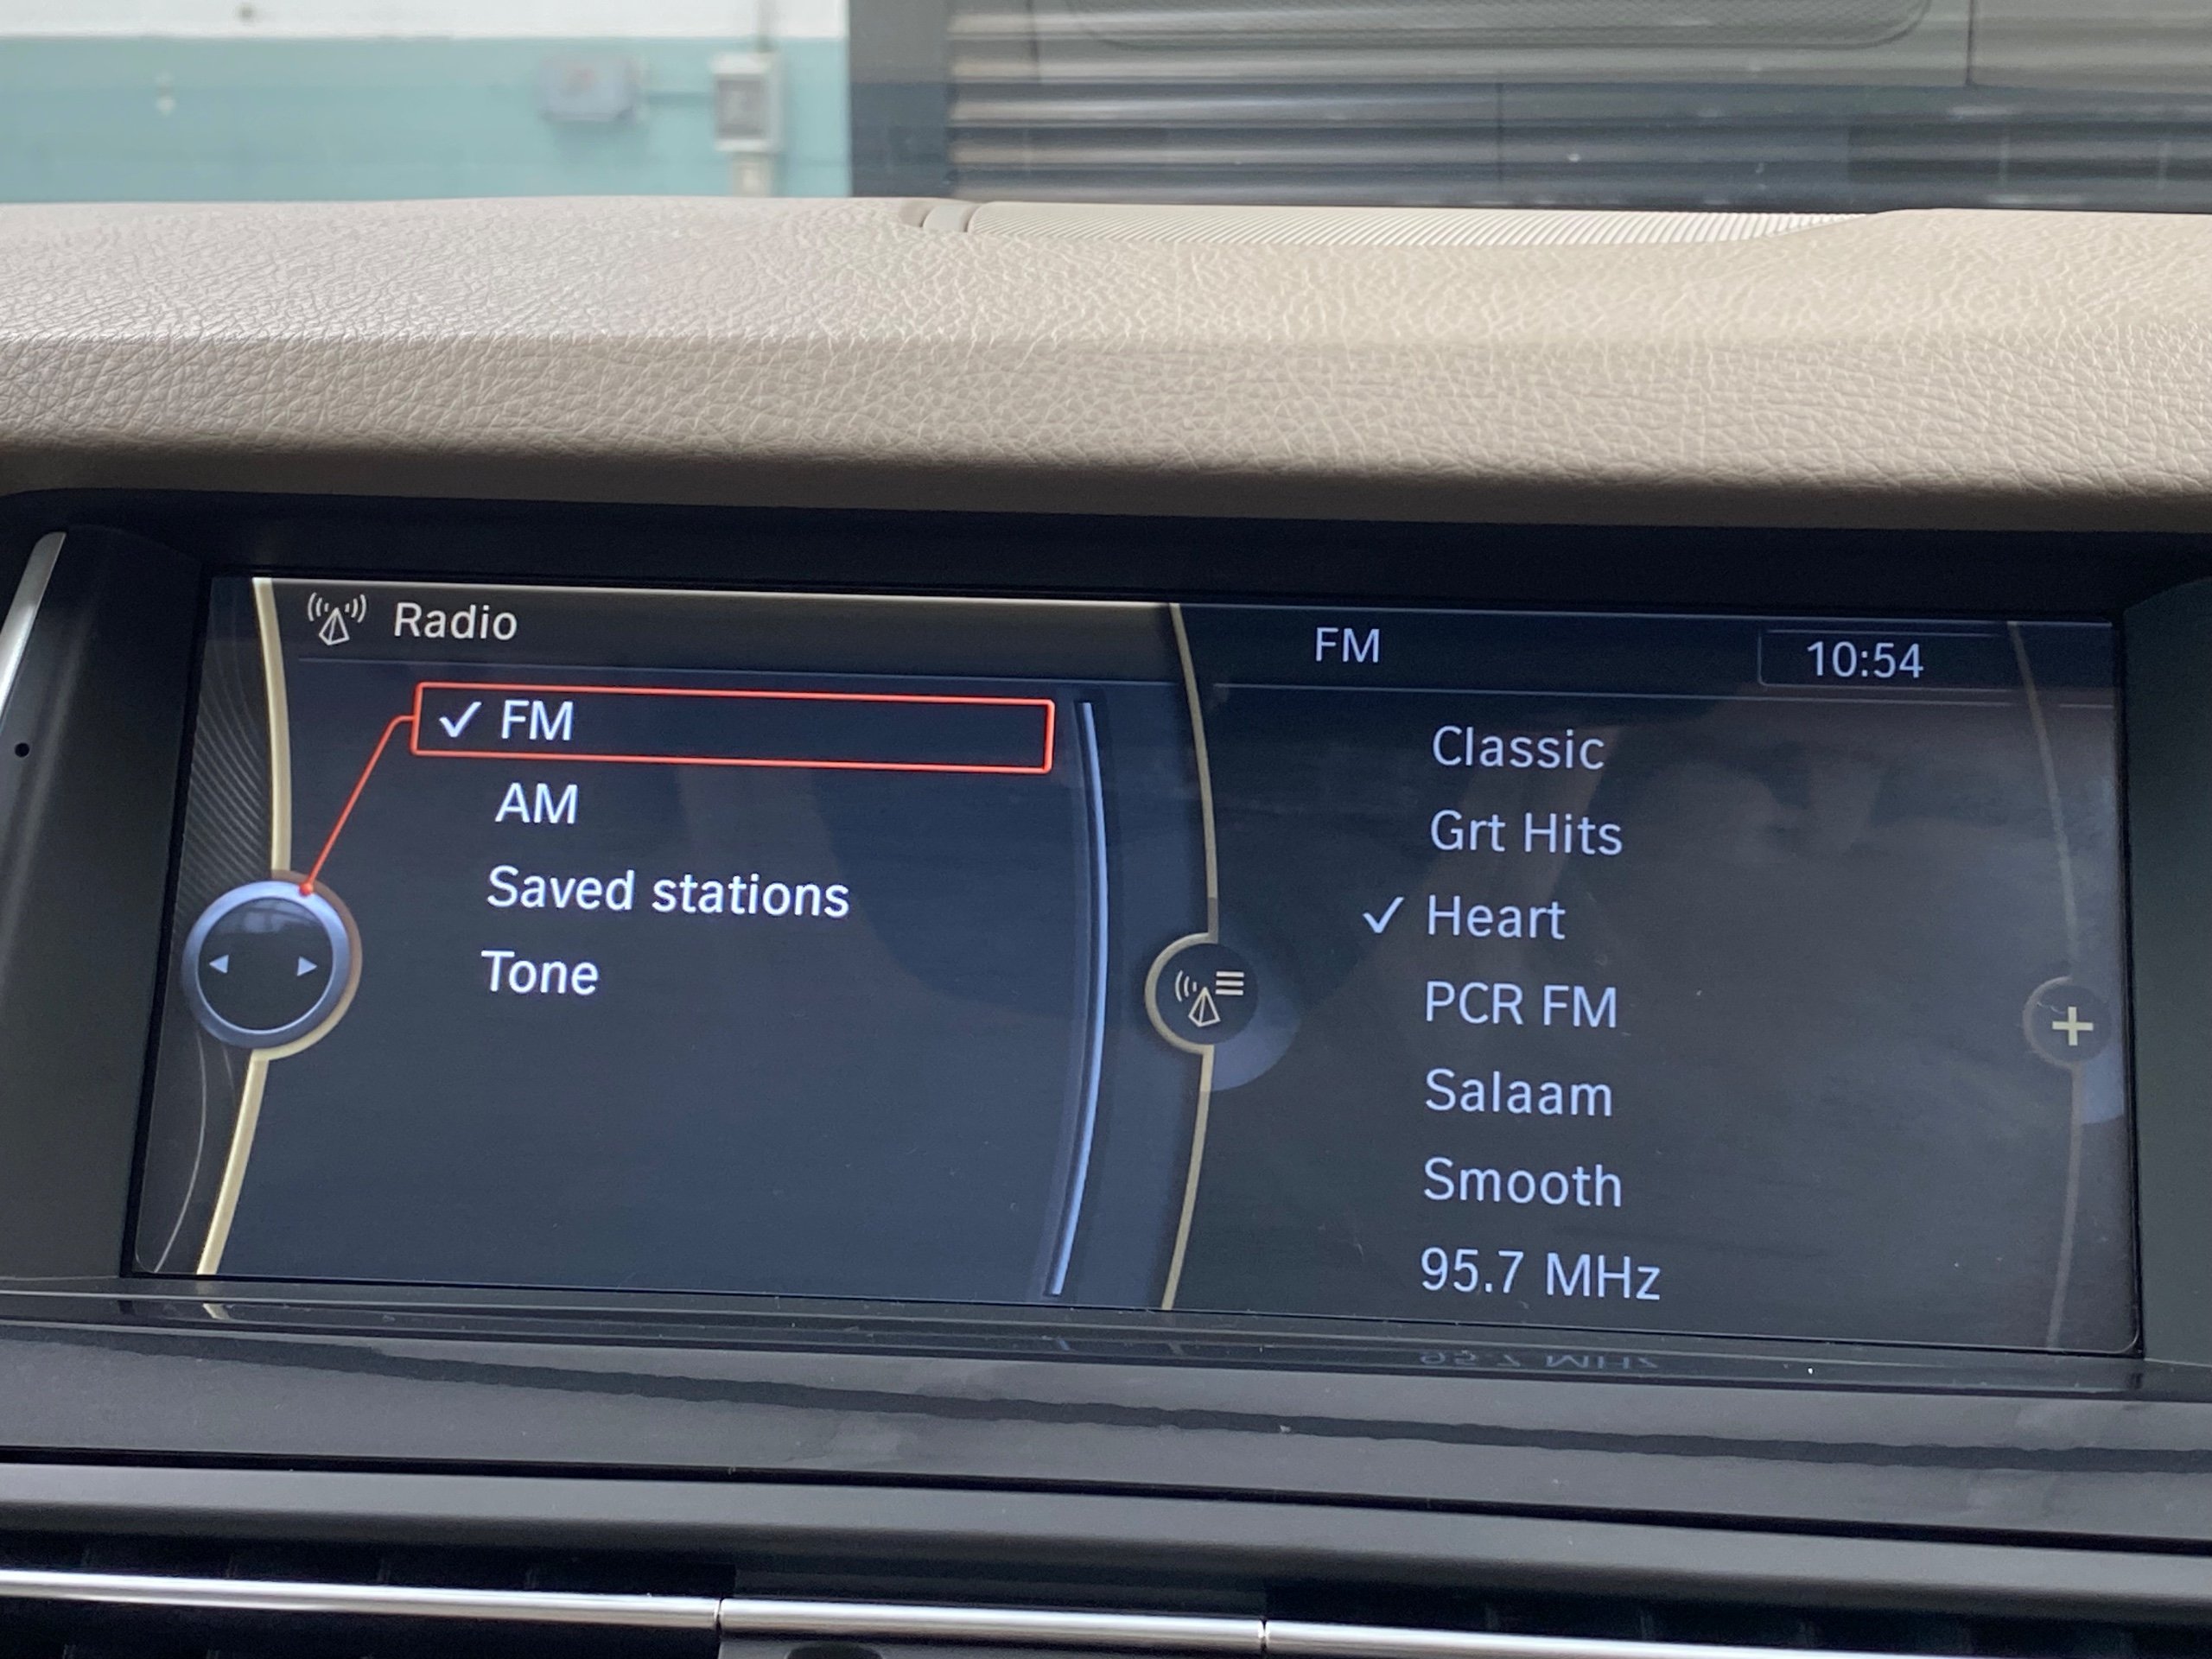 Radio
FM
AM
Saved stations
Tone
FM
10:54
Classic
Grt Hits
Heart
PCR FM
Salaam
Smooth
95.7 MHz